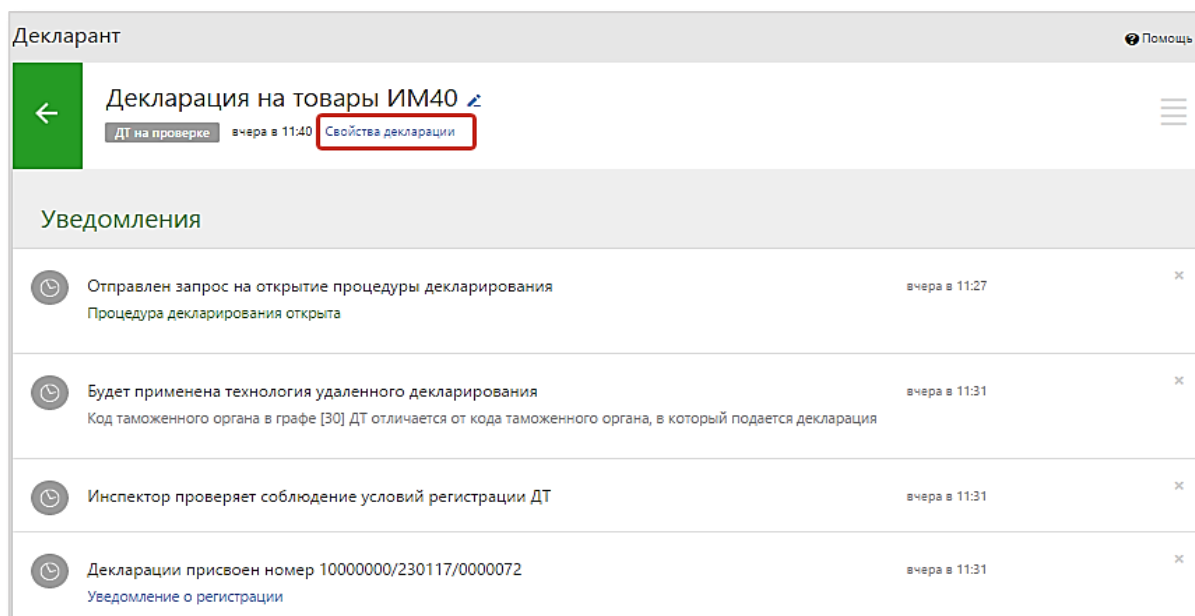 Декларант
Помощь
Декларация на товары ИМ40
ДТ на проверке вчера в 11:40 Свойства декларации
Уведомления
Отправлен запрос на открытие процедуры декларирования вчера в 11:27
Процедура декларирования открыта
Будет применена технология удаленного декларирования вчера в 11:31
Код таможенного органа в графе [30] ДТ отличается от кода таможенного органа, в который подается декларация
Инспектор проверяет соблюдение условий регистрации ДТ вчера в 11:31
Декларации присвоен номер 10000000/230117/0000072 вчера в 11:31
Уведомление о регистрации